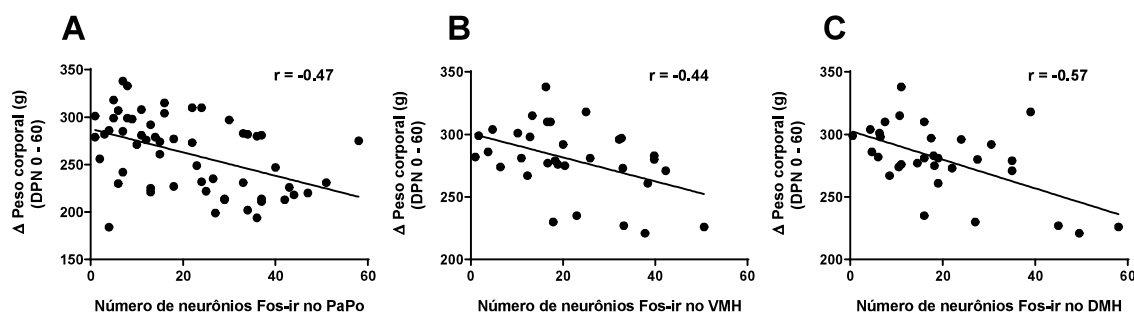 A
r = -0.47
350
300
250
200
150
0
20
40
60
Δ Peso corporal (g)
(DPN 0 - 60)
Número de neurônios Fos-ir no PaPo
B
r = -0.44
350
300
250
200
0
20
40
60
Δ Peso corporal (g)
(DPN 0 - 60)
Número de neurônios Fos-ir no VMH
C
r = -0.57
350
300
250
200
0
20
40
60
Δ Peso corporal (g)
(DPN 0 - 60)
Número de neurônios Fos-ir no DMH